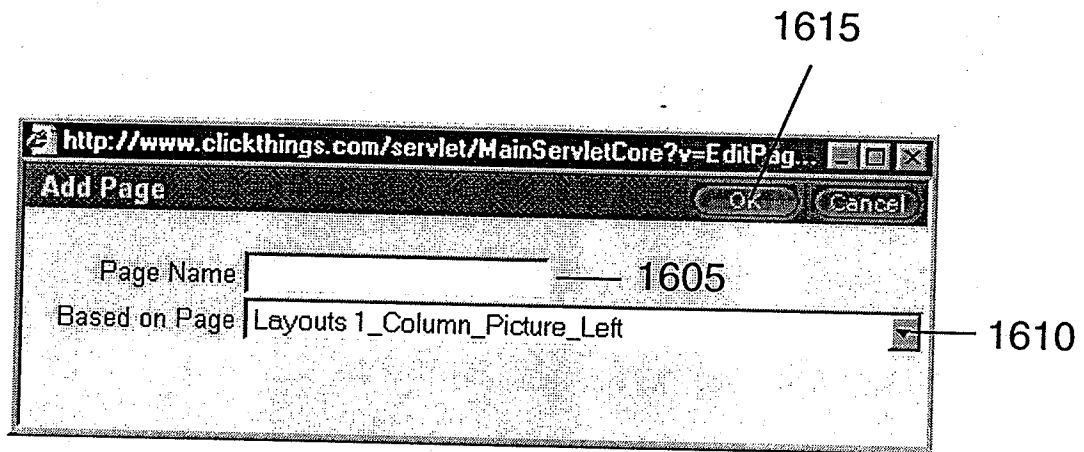 1615
http://www.clickthings.com/servlet/MainServletCore?v=EditPag...
Add Page OK Cancel
Page Name 1605
Based on Page Layouts 1_Column_Picture_Left 1610